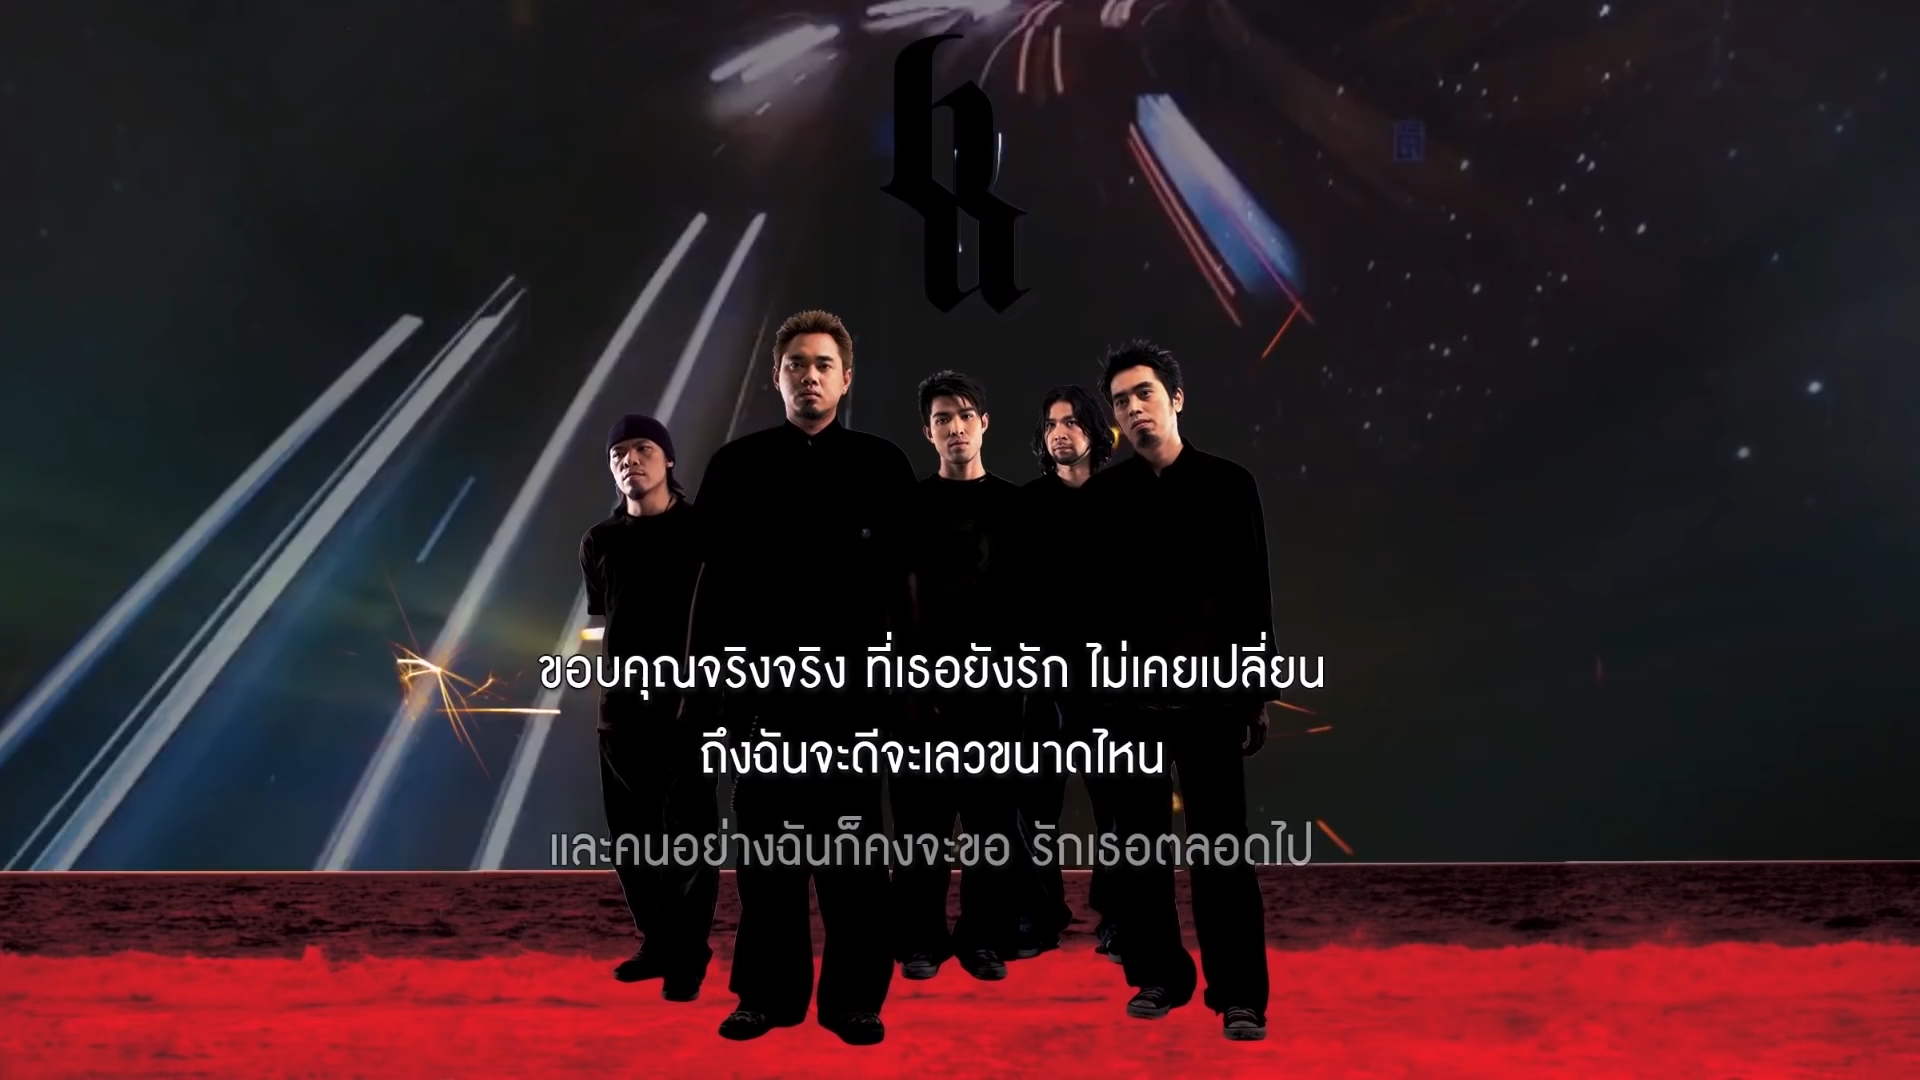 ขอบคุณจริงจริง ที่เธอยังรัก ไม่เคยเปลี่ยน
ถึงฉันจะดีจะเลวขนาดไหน
และคนอย่างฉันก็คงจะขอ รักเธอตลอดไป